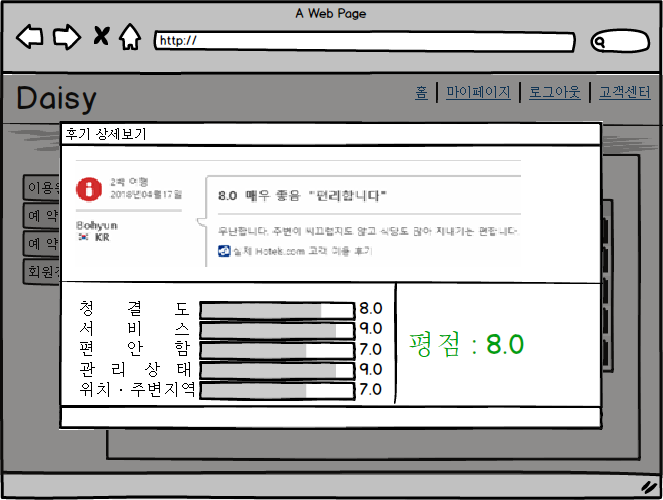 A Web Page
http://
Daisy
홈 마이페이지 로그아웃 고객센터
후기 상세보기
2박 여행
2018년04월17일
8.0 매우 좋음 "편리합니다"
Bohyun
KR
무난합니다. 주변이 시끄럽지도 않고 식당도 많아 지내기는 편합니다.
실제 Hotels.com 고객 이용 후기
이용
예 약
예 약
회원
청 결 도 8.0
서 비 스 9.0
편 안 함 7.0
관 리 상 태 9.0
위치·주변지역 7.0
평점 : 8.0